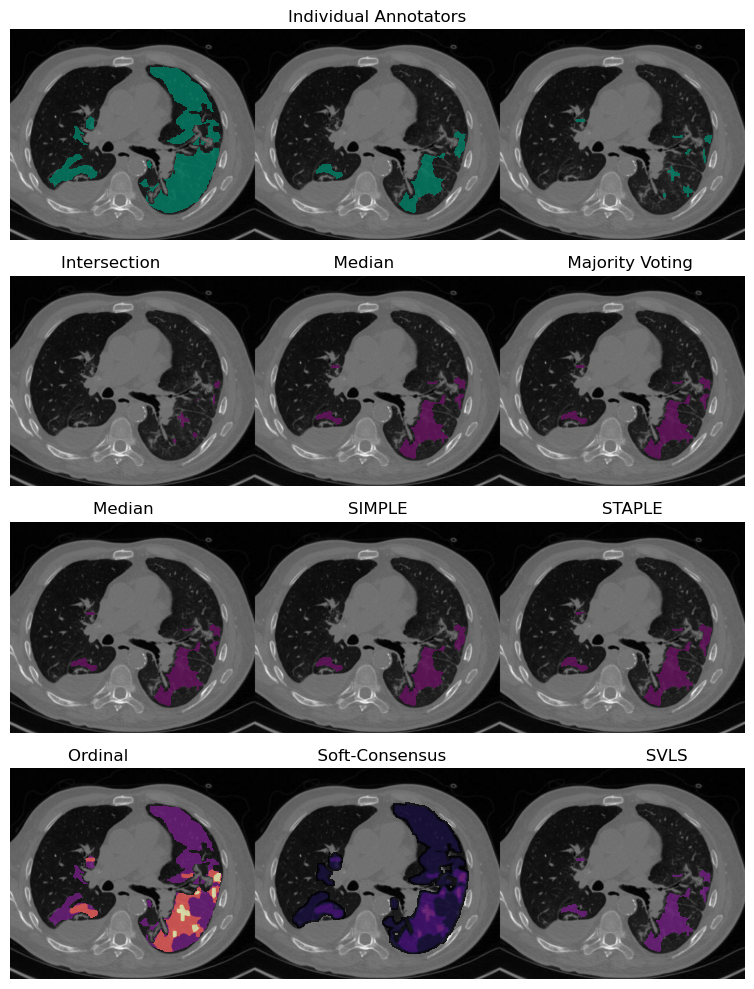 Individual Annotators
Intersection Median Majority Voting
Median SIMPLE STAPLE
Ordinal Soft-Consensus SVLS